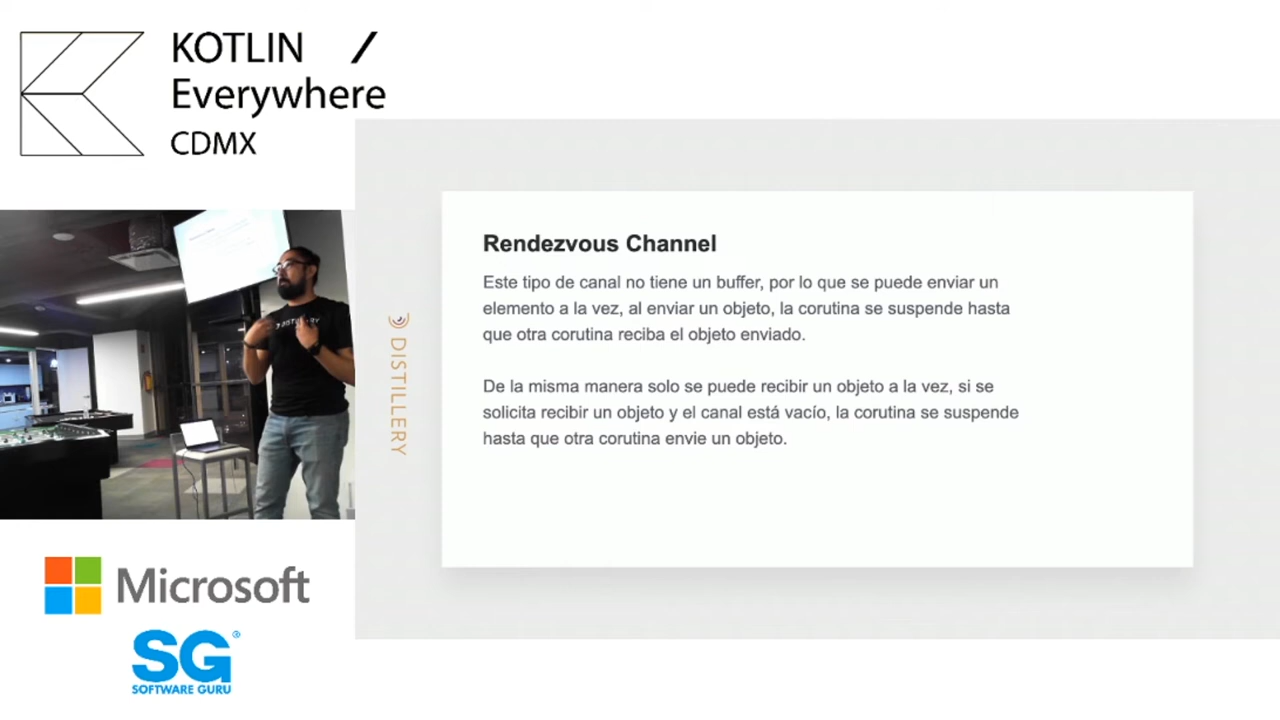 KOTLIN /
Everywhere
CDMX
Rendezvous Channel
Este tipo de canal no tiene un buffer, por lo que se puede enviar un
elemento a la vez, al enviar un objeto, la corutina se suspende hasta
que otra corutina reciba el objeto enviado.
De la misma manera solo se puede recibir un objeto a la vez, si se
solicita recibir un objeto y el canal está vacío, la corutina se suspende
hasta que otra corutina envie un objeto.
DISTILLERY
DISTILLERY
Microsoft
SG®
SOFTWARE GURU